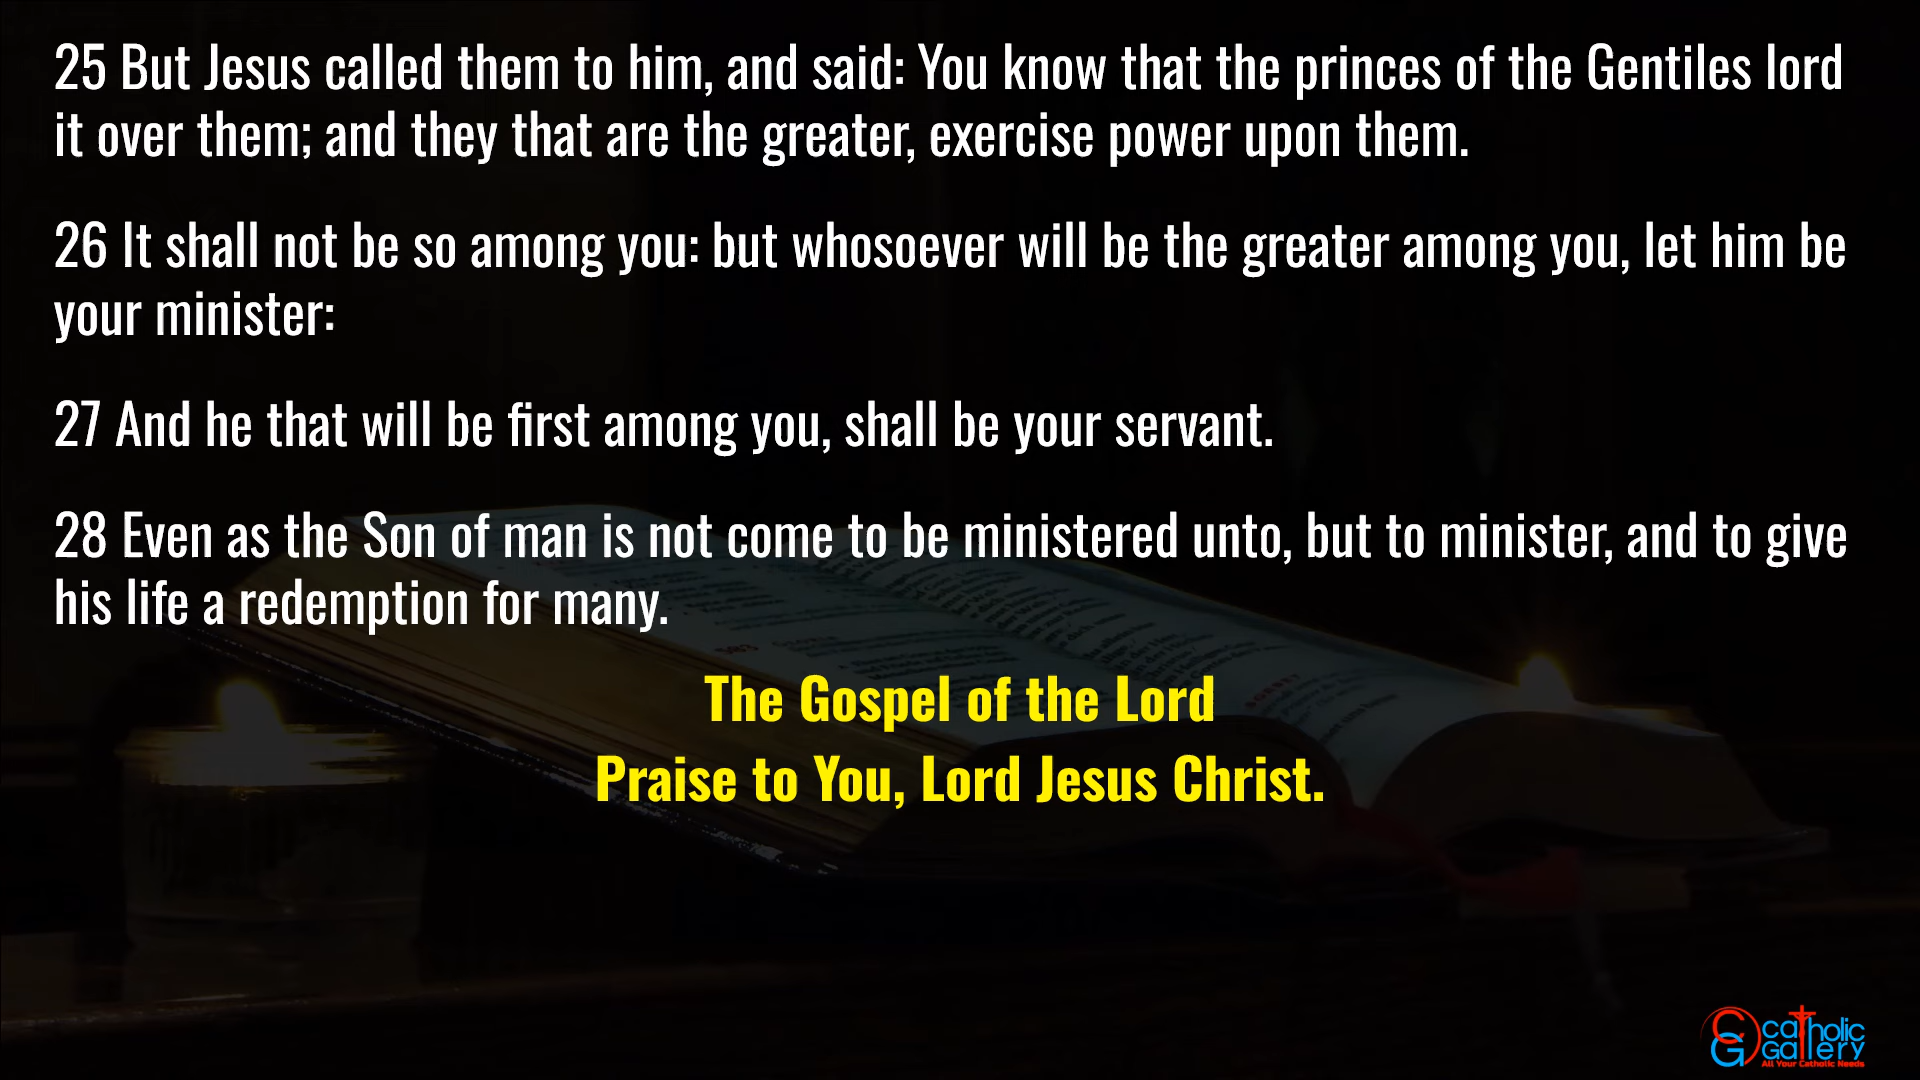 25 But Jesus called them to him, and said: You know that the princes of the Gentiles lord
it over them; and they that are the greater, exercise power upon them.
26 It shall not be so among you: but whosoever will be the greater among you, let him be
your minister:
27 And he that will be first among you, shall be your servant.
28 Even as the Son of man is not come to be ministered unto, but to minister, and to give
his life a redemption for many.
The Gospel of the Lord
Praise to You, Lord Jesus Christ.
CG catholic
Gallery
All Your Catholic Needs